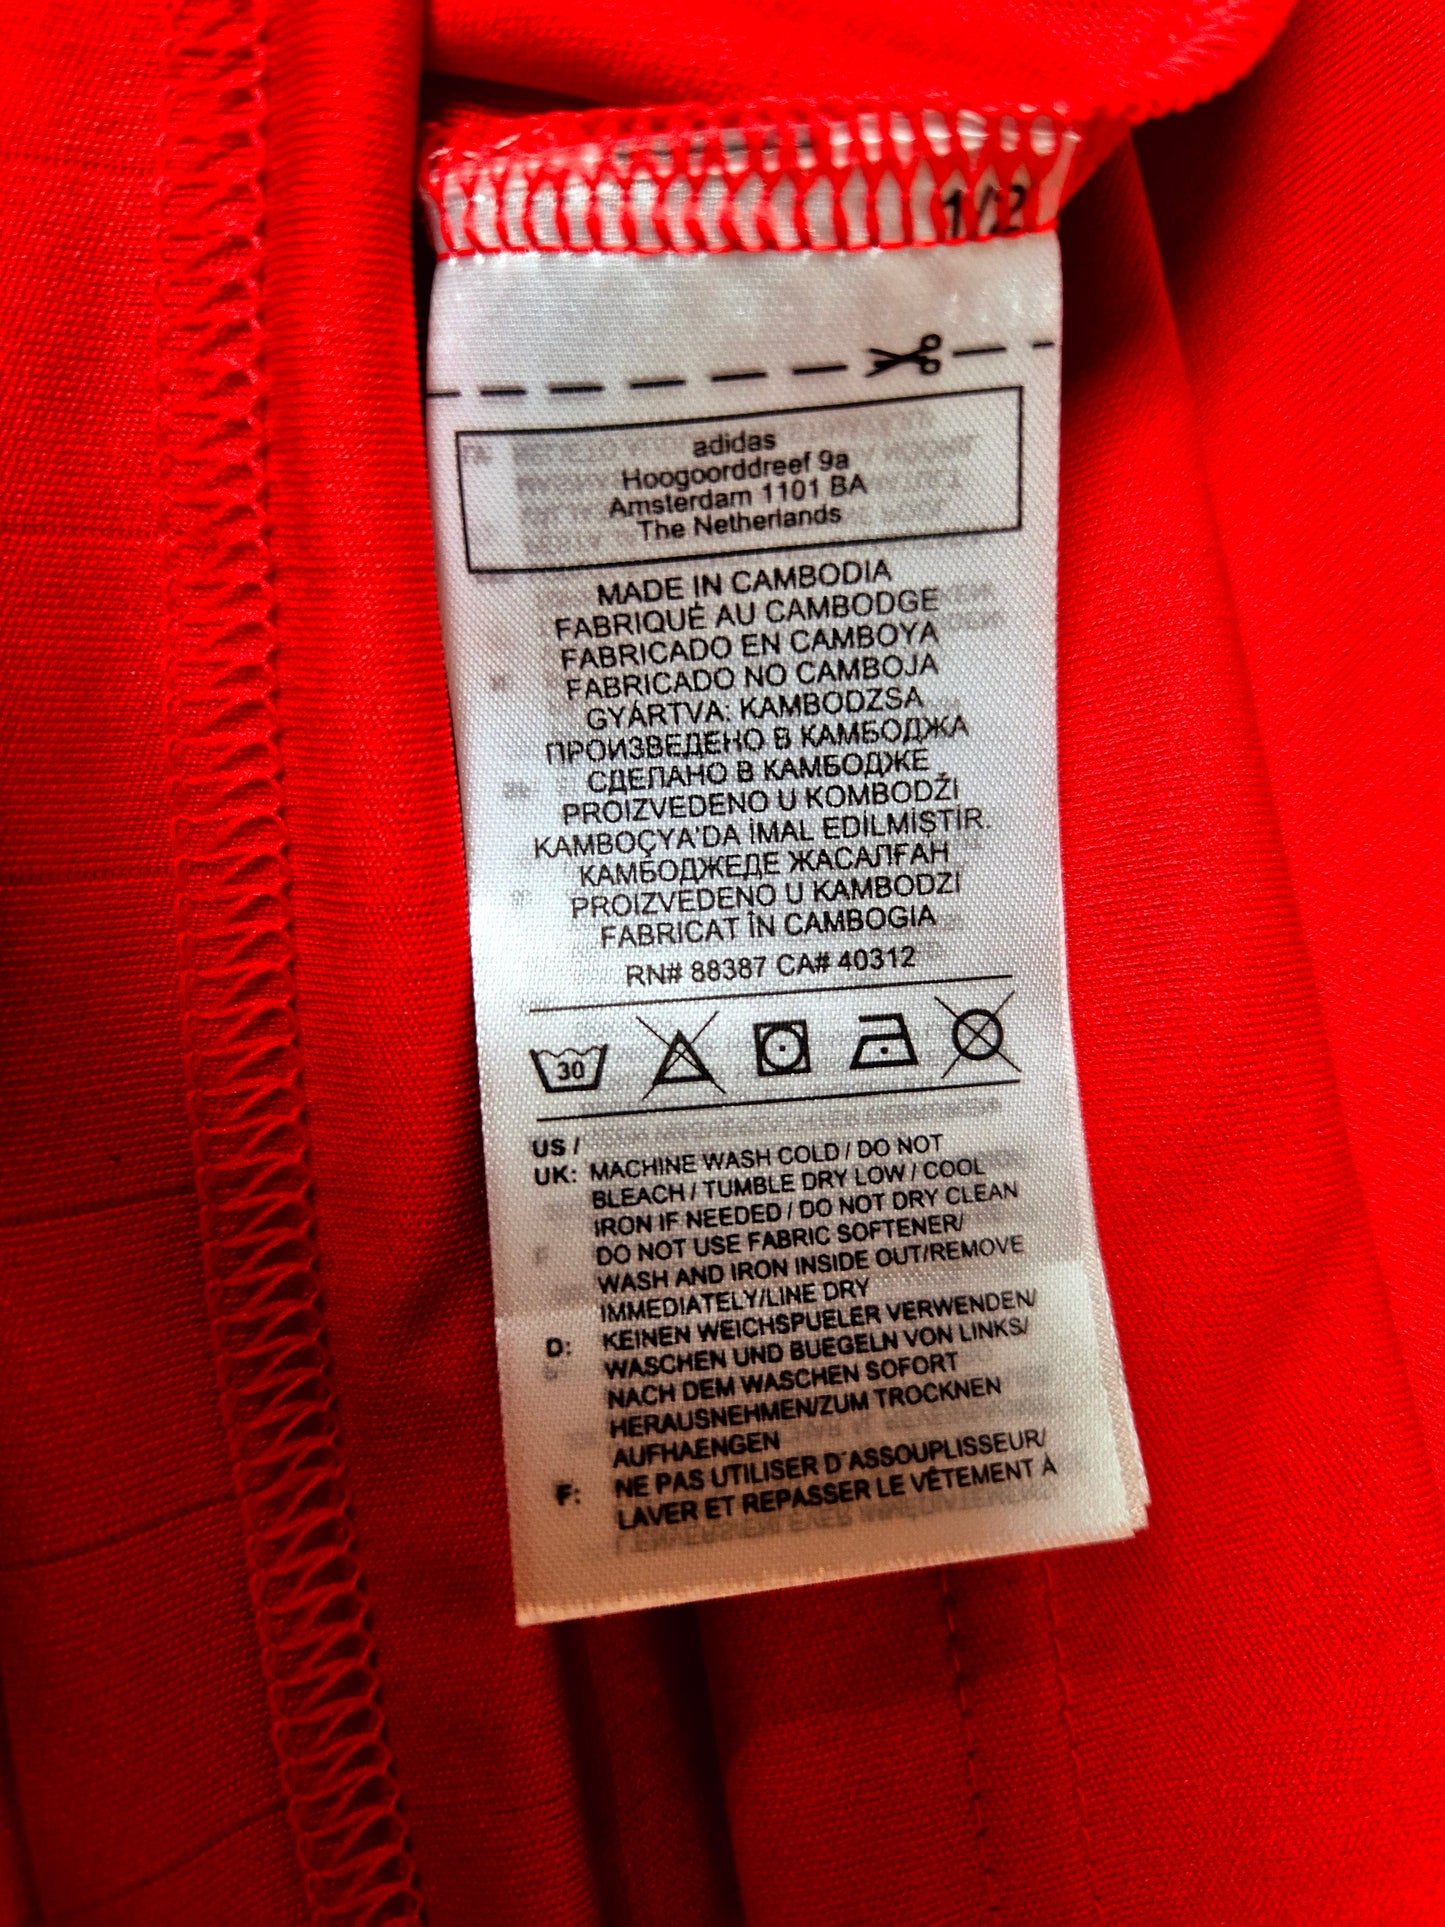 adidas
Hoogoorddreef 9a
Amsterdam 1101 BA
The Netherlands
MADE IN CAMBODIA
FABRIQUÉ AU CAMBODGE
FABRICADO EN CAMBOYA
FABRICADO NO CAMBOJA
GYÁRTVA: KAMBODZSA
ПРОИЗВЕДЕНО В КАМБОДЖА
СДЕЛАНО В КАМБОДЖЕ
PROIZVEDENO U KOMBODŽI
KAMBOÇYA'DA İMAL EDİLMİŞTİR.
КАМБОДЖЕДЕ ЖАСАЛҒАН
PROIZVEDENO U KAMBODZI
FABRICAT ÎN CAMBOGIA
RN# 88387 CA# 40312
30
US /
UK: MACHINE WASH COLD / DO NOT
BLEACH / TUMBLE DRY LOW / COOL
IRON IF NEEDED / DO NOT DRY CLEAN
DO NOT USE FABRIC SOFTENER/
WASH AND IRON INSIDE OUT/REMOVE
IMMEDIATELY/LINE DRY
D: KEINEN WEICHSPUELER VERWENDEN/
WASCHEN UND BUEGELN VON LINKS/
NACH DEM WASCHEN SOFORT
HERAUSNEHMEN/ZUM TROCKNEN
AUFHAENGEN
F: NE PAS UTILISER D´ASSOUPLISSEUR/
LAVER ET REPASSER LE VÊTEMENT À